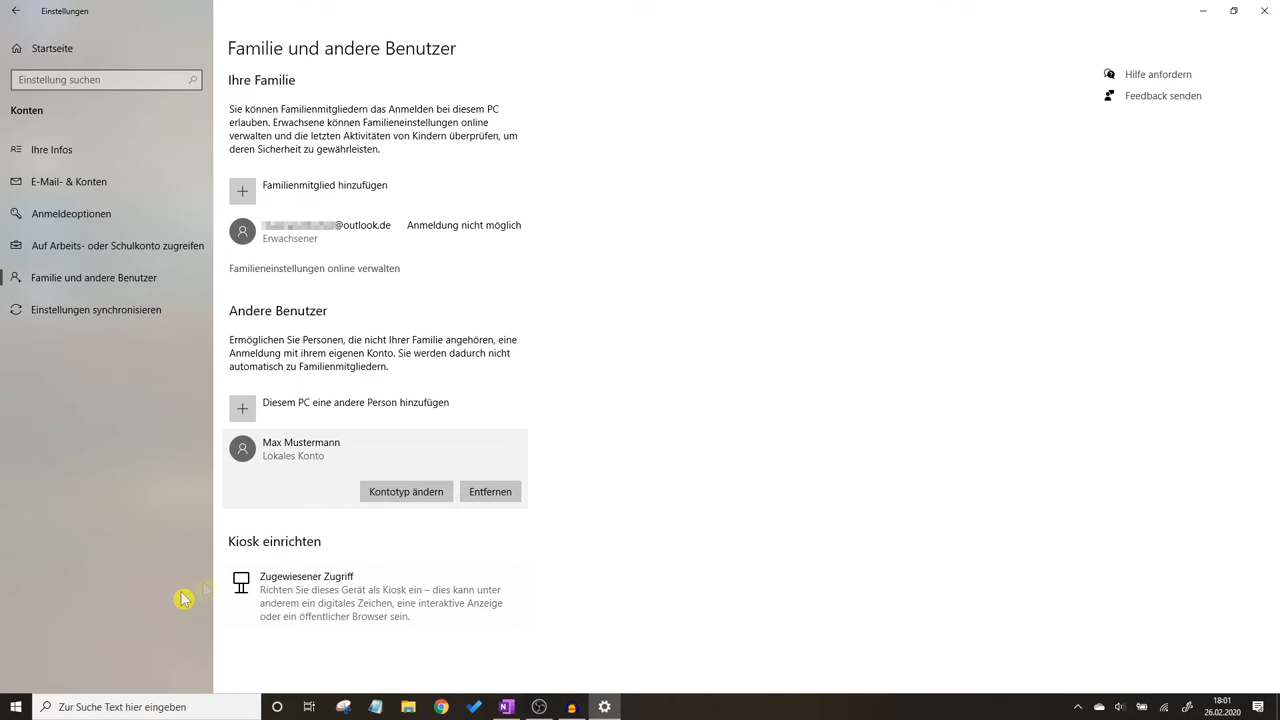 Einstellungen
Startseite
Einstellung suchen
Konten
Ihre Infos
E-Mail- & Konten
Anmeldeoptionen
Auf Arbeits- oder Schulkonto zugreifen
Familie und andere Benutzer
Einstellungen synchronisieren
Familie und andere Benutzer
Ihre Familie
Sie können Familienmitgliedern das Anmelden bei diesem PC
erlauben. Erwachsene können Familieneinstellungen online
verwalten und die letzten Aktivitäten von Kindern überprüfen, um
deren Sicherheit zu gewährleisten.
Familienmitglied hinzufügen
@outlook.de Anmeldung nicht möglich
Erwachsener
Familieneinstellungen online verwalten
Andere Benutzer
Ermöglichen Sie Personen, die nicht Ihrer Familie angehören, eine
Anmeldung mit ihrem eigenen Konto. Sie werden dadurch nicht
automatisch zu Familienmitgliedern.
Diesem PC eine andere Person hinzufügen
Max Mustermann
Lokales Konto
Kontotyp ändern Entfernen
Kiosk einrichten
Zugewiesener Zugriff
Richten Sie dieses Gerät als Kiosk ein – dies kann unter
anderem ein digitales Zeichen, eine interaktive Anzeige
oder ein öffentlicher Browser sein.
Hilfe anfordern
Feedback senden
Zur Suche Text hier eingeben
18:01
26.02.2020